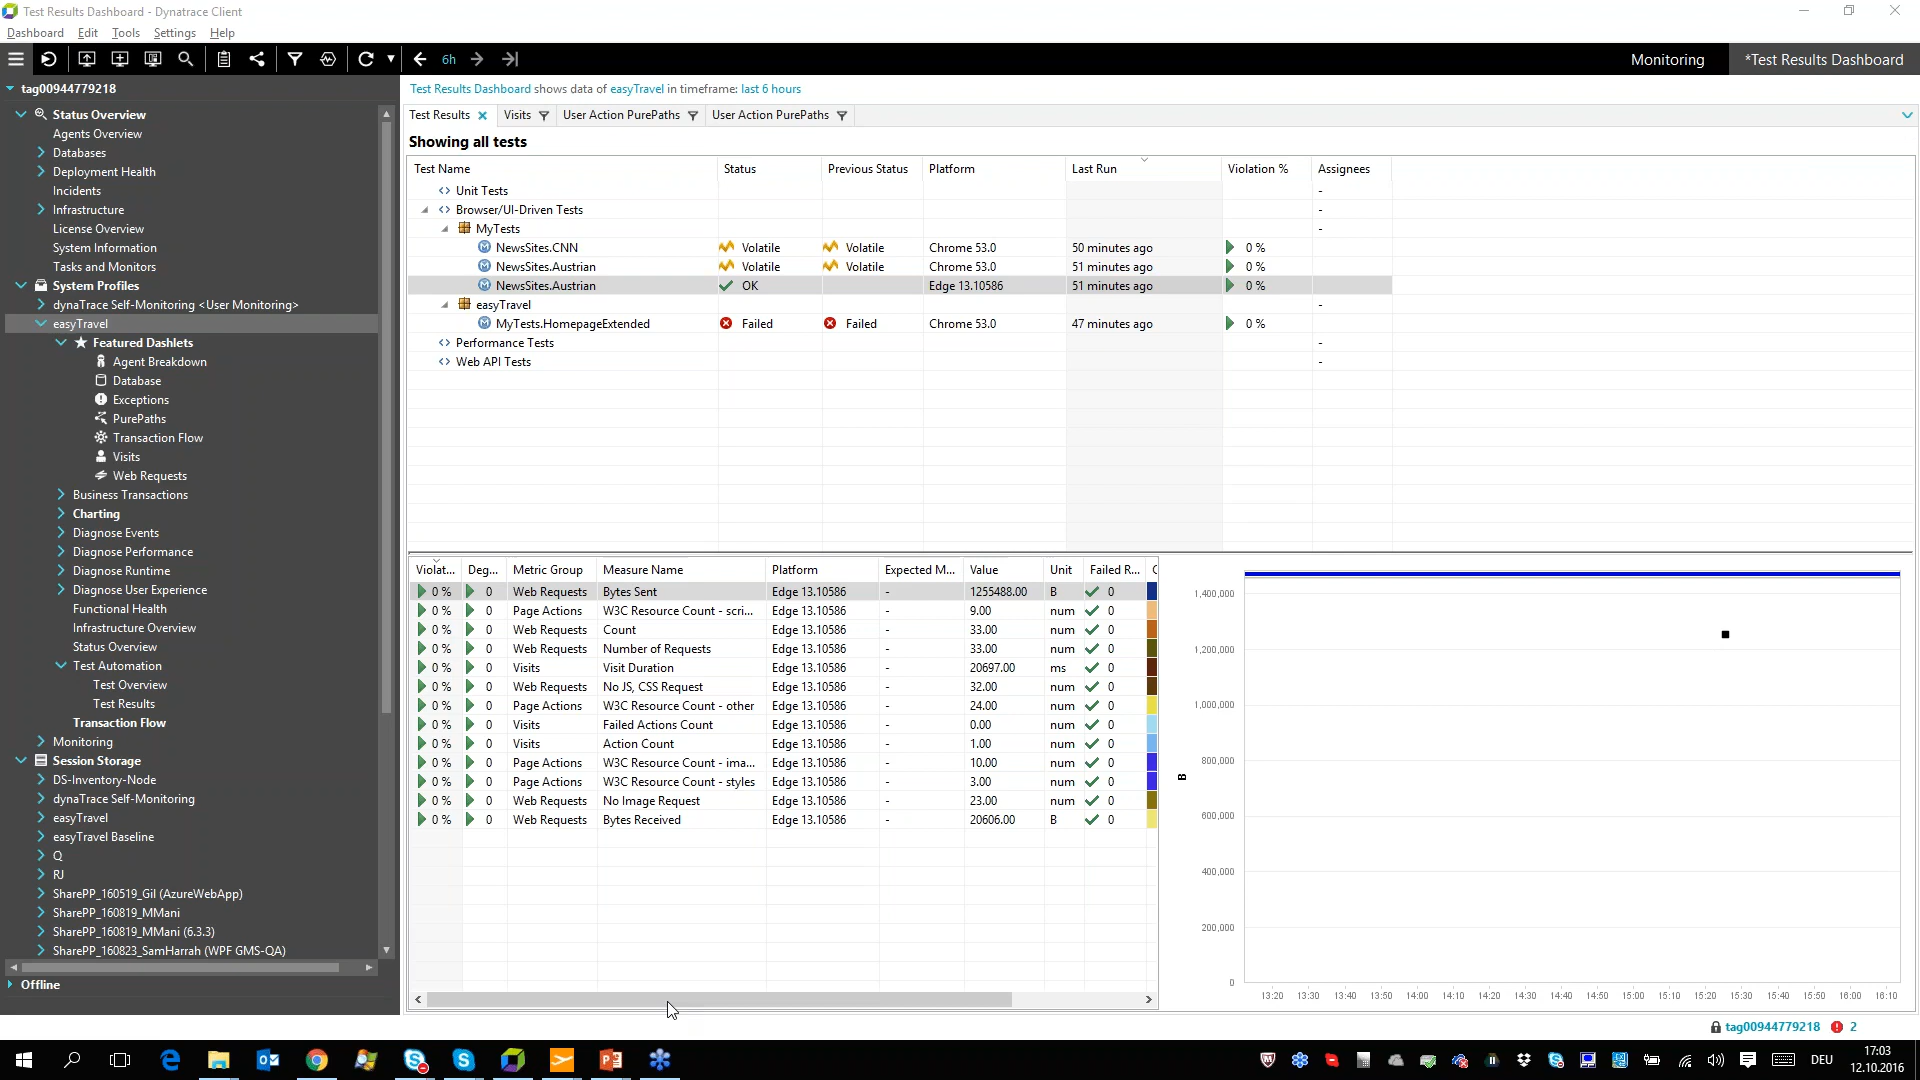 Test Results Dashboard - Dynatrace Client
Dashboard Edit Tools Settings Help
6h Monitoring *Test Results Dashboard
tag00944779218
Status Overview
Agents Overview
Databases
Deployment Health
Incidents
Infrastructure
License Overview
System Information
Tasks and Monitors
System Profiles
dynaTrace Self-Monitoring <User Monitoring>
easyTravel
Featured Dashlets
Agent Breakdown
Database
Exceptions
PurePaths
Transaction Flow
Visits
Web Requests
Business Transactions
Charting
Diagnose Events
Diagnose Performance
Diagnose Runtime
Diagnose User Experience
Functional Health
Infrastructure Overview
Status Overview
Test Automation
Test Overview
Test Results
Transaction Flow
Monitoring
Session Storage
DS-Inventory-Node
dynaTrace Self-Monitoring
easyTravel
easyTravel Baseline
Q
RJ
SharePP_160519_Gil (AzureWebApp)
SharePP_160819_MMani
SharePP_160819_MMani (6.3.3)
SharePP_160823_SamHarrah (WPF GMS-QA)
Offline
Test Results Dashboard shows data of easyTravel in timeframe: last 6 hours
Test Results Visits User Action PurePaths User Action PurePaths
Showing all tests
Test Name Status Previous Status Platform Last Run Violation % Assignees
Unit Tests -
Browser/UI-Driven Tests -
MyTests -
NewsSites.CNN Volatile Volatile Chrome 53.0 50 minutes ago 0 %
NewsSites.Austrian Volatile Volatile Chrome 53.0 51 minutes ago 0 %
NewsSites.Austrian OK Edge 13.10586 51 minutes ago 0 %
easyTravel -
MyTests.HomepageExtended Failed Failed Chrome 53.0 47 minutes ago 0 %
Performance Tests -
Web API Tests -
Violat... Deg... Metric Group Measure Name Platform Expected M... Value Unit Failed R...
0 % 0 Web Requests Bytes Sent Edge 13.10586 - 1255488.00 B 0
0 % 0 Page Actions W3C Resource Count - scri... Edge 13.10586 - 9.00 num 0
0 % 0 Web Requests Count Edge 13.10586 - 33.00 num 0
0 % 0 Web Requests Number of Requests Edge 13.10586 - 33.00 num 0
0 % 0 Visits Visit Duration Edge 13.10586 - 20697.00 ms 0
0 % 0 Web Requests No JS, CSS Request Edge 13.10586 - 32.00 num 0
0 % 0 Page Actions W3C Resource Count - other Edge 13.10586 - 24.00 num 0
0 % 0 Visits Failed Actions Count Edge 13.10586 - 0.00 num 0
0 % 0 Visits Action Count Edge 13.10586 - 1.00 num 0
0 % 0 Page Actions W3C Resource Count - ima... Edge 13.10586 - 10.00 num 0
0 % 0 Page Actions W3C Resource Count - styles Edge 13.10586 - 3.00 num 0
0 % 0 Web Requests No Image Request Edge 13.10586 - 23.00 num 0
0 % 0 Web Requests Bytes Received Edge 13.10586 - 20606.00 B 0
1,400,000
1,200,000
1,000,000
800,000
B
600,000
400,000
200,000
0
13:20 13:30 13:40 13:50 14:00 14:10 14:20 14:30 14:40 14:50 15:00 15:10 15:20 15:30 15:40 15:50 16:00 16:10
tag00944779218 2
DEU
17:03
12.10.2016